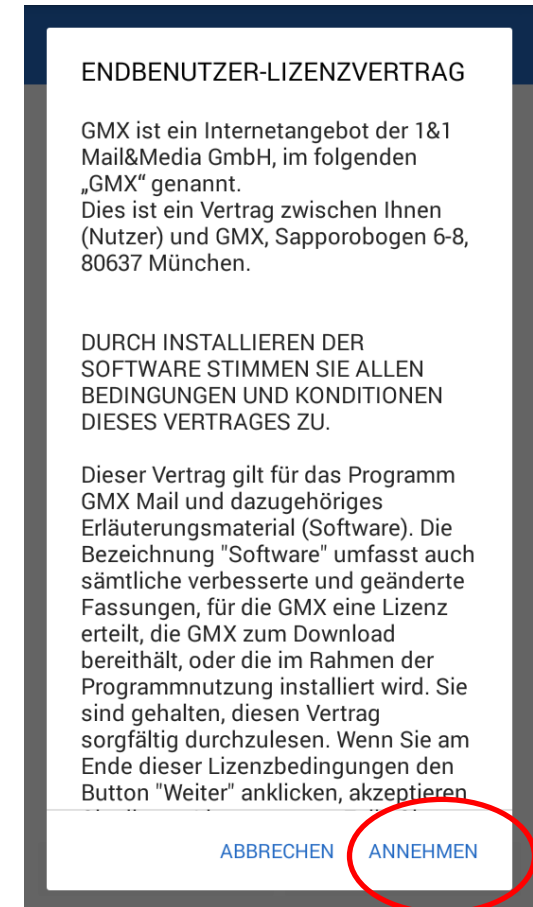 ENDBENUTZER-LIZENZVERTRAG
GMX ist ein Internetangebot der 1&1
Mail&Media GmbH, im folgenden
„GMX“ genannt.
Dies ist ein Vertrag zwischen Ihnen
(Nutzer) und GMX, Sapporobogen 6-8,
80637 München.
DURCH INSTALLIEREN DER
SOFTWARE STIMMEN SIE ALLEN
BEDINGUNGEN UND KONDITIONEN
DIESES VERTRAGES ZU.
Dieser Vertrag gilt für das Programm
GMX Mail und dazugehöriges
Erläuterungsmaterial (Software). Die
Bezeichnung "Software" umfasst auch
sämtliche verbesserte und geänderte
Fassungen, für die GMX eine Lizenz
erteilt, die GMX zum Download
bereithält, oder die im Rahmen der
Programmnutzung installiert wird. Sie
sind gehalten, diesen Vertrag
sorgfältig durchzulesen. Wenn Sie am
Ende dieser Lizenzbedingungen den
Button "Weiter" anklicken, akzeptieren
ABBRECHEN ANNEHMEN